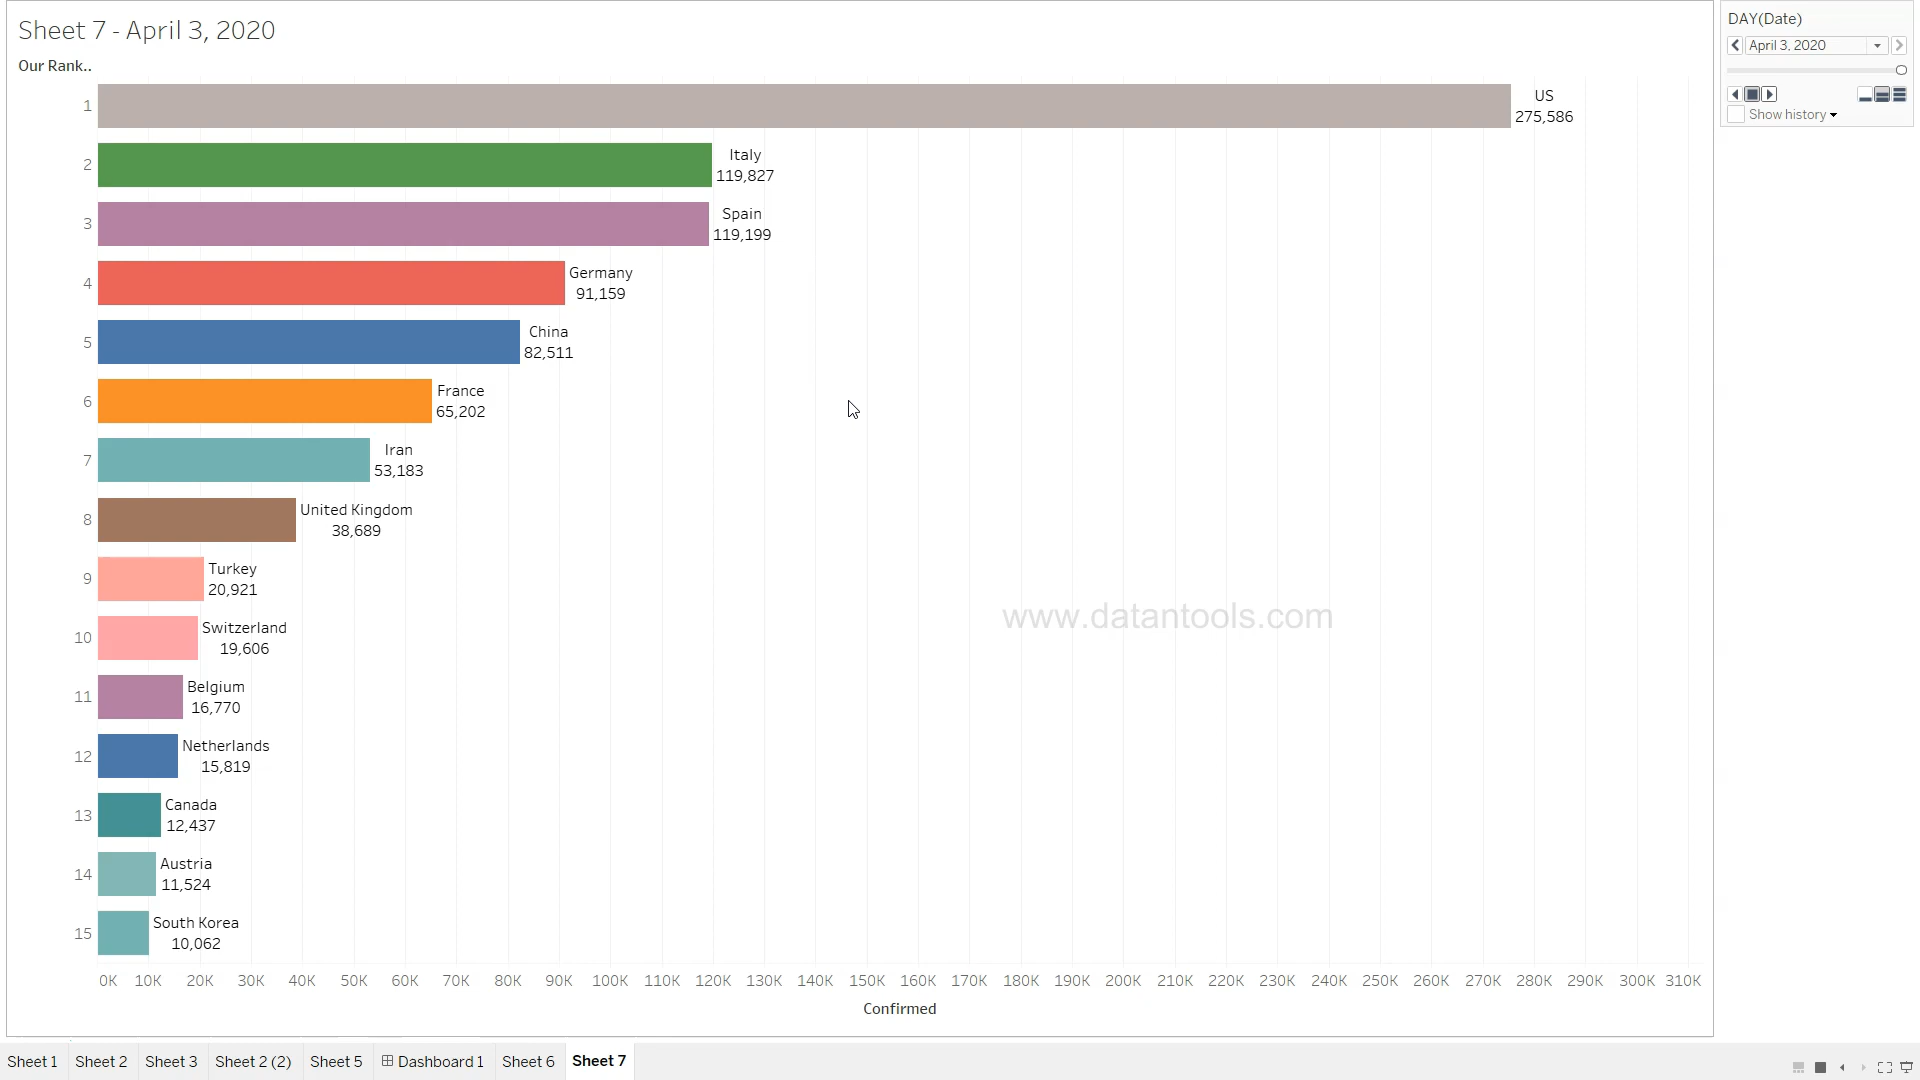 Sheet 7 - April 3, 2020
DAY(Date)
April 3, 2020
Show history
Our Rank..
1
US
275,586
2
Italy
119,827
3
Spain
119,199
4
Germany
91,159
5
China
82,511
6
France
65,202
7
Iran
53,183
8
United Kingdom
38,689
9
Turkey
20,921
www.datantools.com
10
Switzerland
19,606
11
Belgium
16,770
12
Netherlands
15,819
13
Canada
12,437
14
Austria
11,524
15
South Korea
10,062
0K 10K 20K 30K 40K 50K 60K 70K 80K 90K 100K 110K 120K 130K 140K 150K 160K 170K 180K 190K 200K 210K 220K 230K 240K 250K 260K 270K 280K 290K 300K 310K
Confirmed
Sheet 1 Sheet 2 Sheet 3 Sheet 2 (2) Sheet 5 Dashboard 1 Sheet 6 Sheet 7